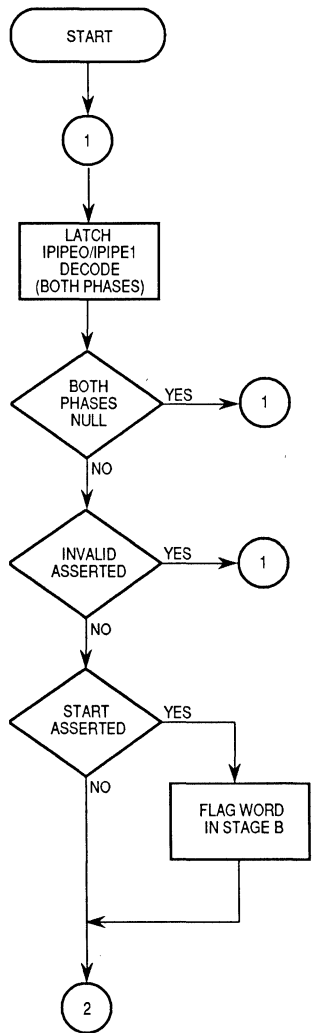 START
1
LATCH
IPIPE0/IPIPE1
DECODE
(BOTH PHASES)
BOTH
PHASES
NULL
YES
1
NO
INVALID
ASSERTED
YES
1
NO
START
ASSERTED
YES
NO
FLAG WORD
IN STAGE B
2